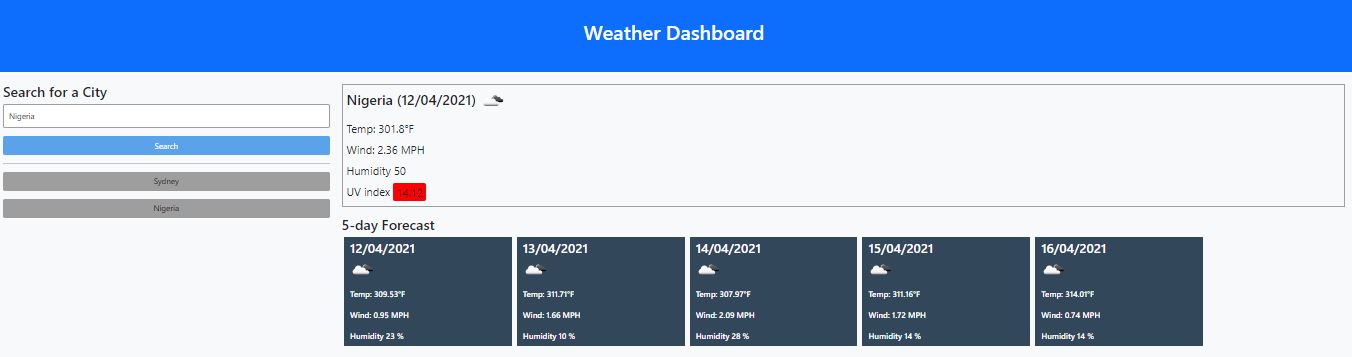 Weather Dashboard
Search for a City
Nigeria
Search
Sydney
Nigeria
Nigeria (12/04/2021)
Temp: 301.8°F
Wind: 2.36 MPH
Humidity 50
UV index 14.13
5-day Forecast
12/04/2021
Temp: 309.53°F
Wind: 0.95 MPH
Humidity 23 %
13/04/2021
Temp: 311.71°F
Wind: 1.66 MPH
Humidity 10 %
14/04/2021
Temp: 307.97°F
Wind: 2.09 MPH
Humidity 28 %
15/04/2021
Temp: 311.16°F
Wind: 1.72 MPH
Humidity 14 %
16/04/2021
Temp: 314.01°F
Wind: 0.74 MPH
Humidity 14 %